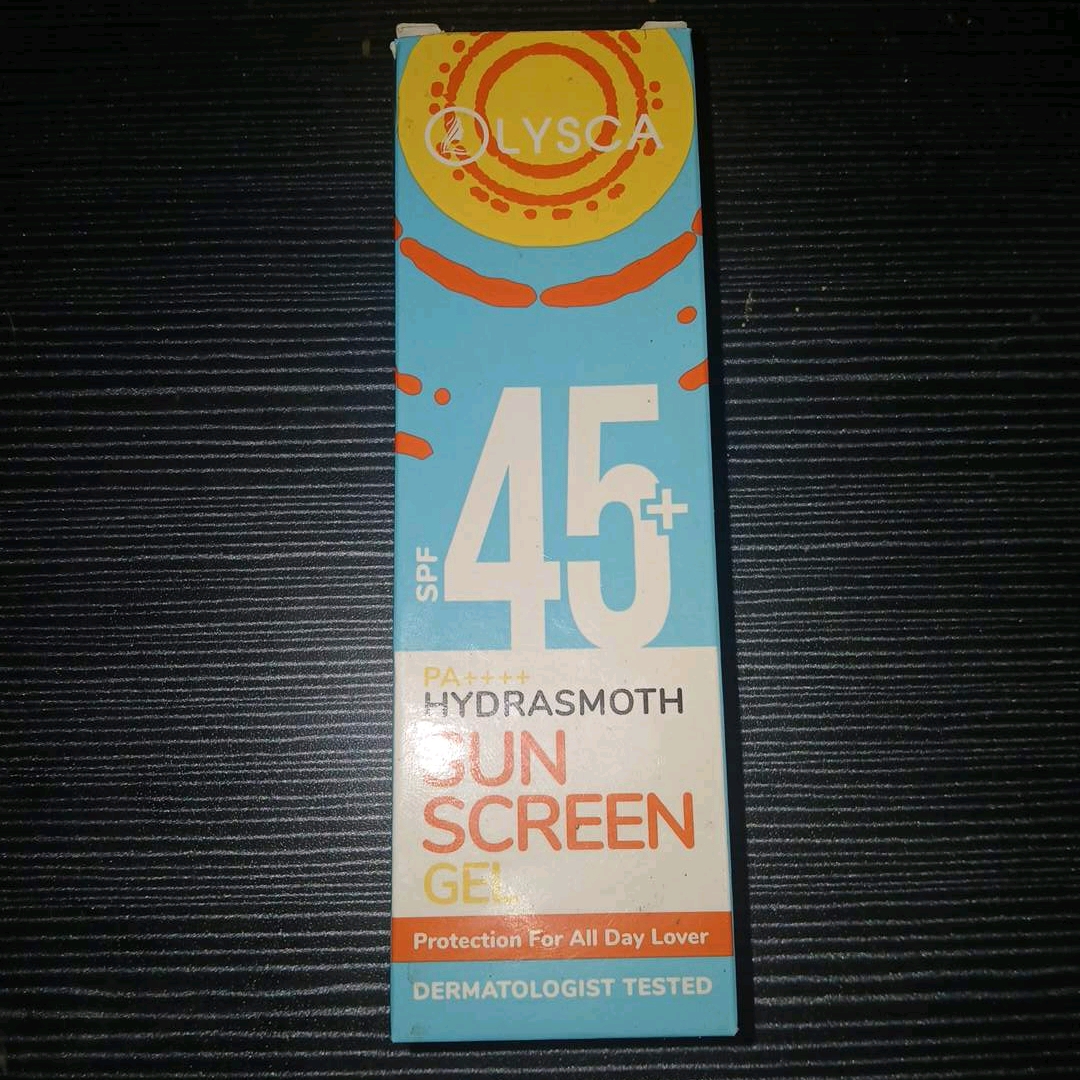 LYSCA
SPF
45+
PA++++
HYDRASMOTH
SUN
SCREEN
GEL
Protection For All Day Lover
DERMATOLOGIST TESTED